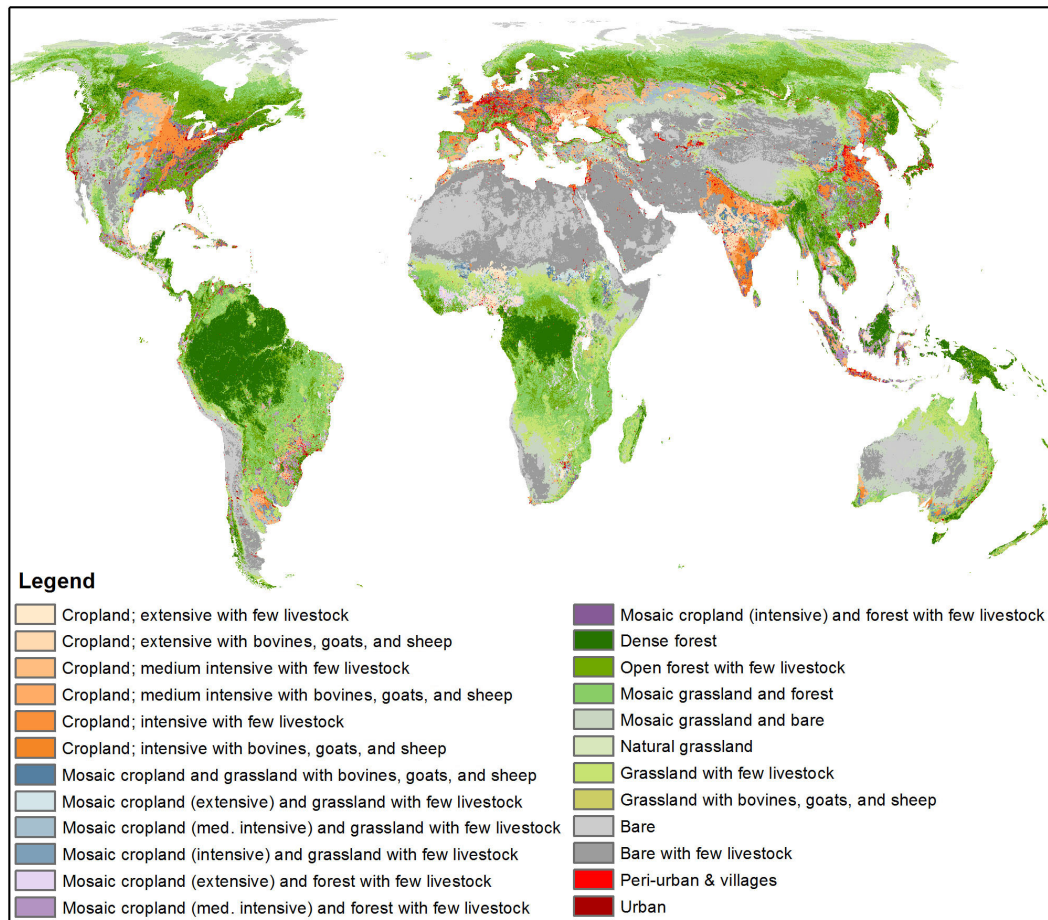 Legend
Cropland; extensive with few livestock
Cropland; extensive with bovines, goats, and sheep
Cropland; medium intensive with few livestock
Cropland; medium intensive with bovines, goats, and sheep
Cropland; intensive with few livestock
Cropland; intensive with bovines, goats, and sheep
Mosaic cropland and grassland with bovines, goats, and sheep
Mosaic cropland (extensive) and grassland with few livestock
Mosaic cropland (med. intensive) and grassland with few livestock
Mosaic cropland (intensive) and grassland with few livestock
Mosaic cropland (extensive) and forest with few livestock
Mosaic cropland (med. intensive) and forest with few livestock
Mosaic cropland (intensive) and forest with few livestock
Dense forest
Open forest with few livestock
Mosaic grassland and forest
Mosaic grassland and bare
Natural grassland
Grassland with few livestock
Grassland with bovines, goats, and sheep
Bare
Bare with few livestock
Peri-urban & villages
Urban